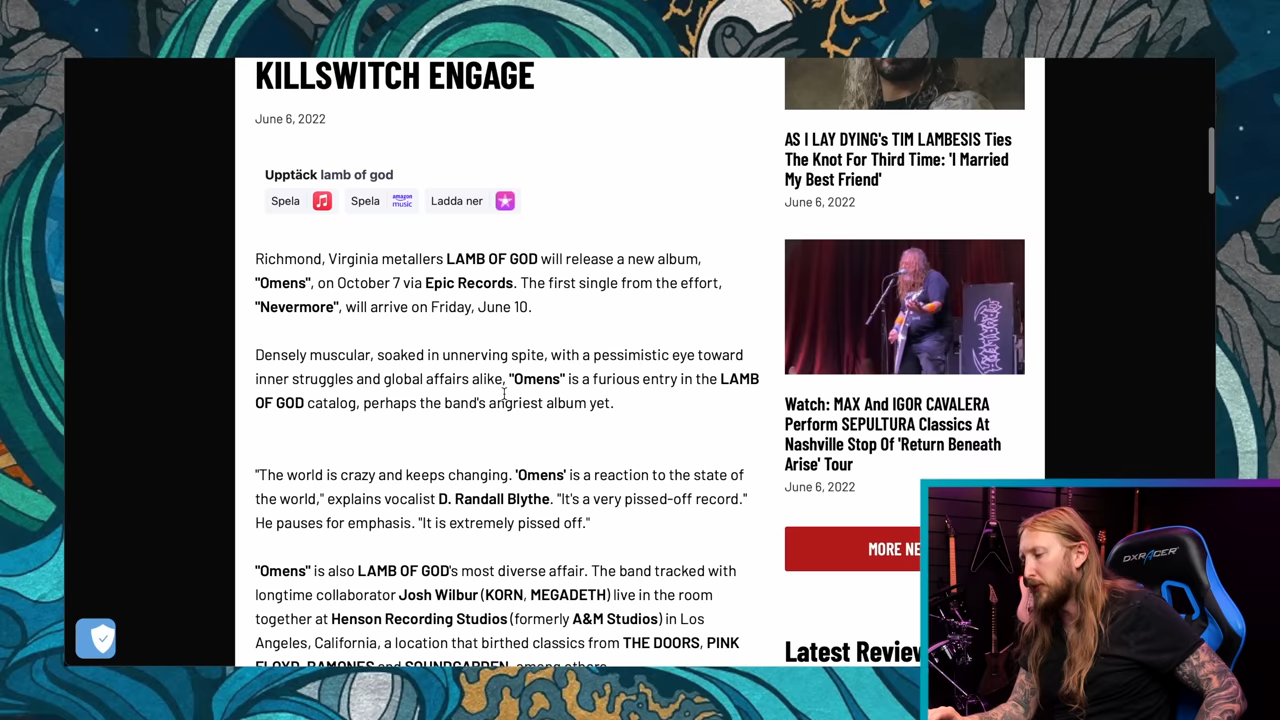 KILLSWITCH ENGAGE
June 6, 2022
Upptäck lamb of god
Spela
Spela
amazon music
Ladda ner
Richmond, Virginia metallers LAMB OF GOD will release a new album,
"Omens", on October 7 via Epic Records. The first single from the effort,
"Nevermore", will arrive on Friday, June 10.
Densely muscular, soaked in unnerving spite, with a pessimistic eye toward
inner struggles and global affairs alike, "Omens" is a furious entry in the LAMB
OF GOD catalog, perhaps the band's angriest album yet.
"The world is crazy and keeps changing. 'Omens' is a reaction to the state of
the world," explains vocalist D. Randall Blythe. "It's a very pissed-off record."
He pauses for emphasis. "It is extremely pissed off."
"Omens" is also LAMB OF GOD's most diverse affair. The band tracked with
longtime collaborator Josh Wilbur (KORN, MEGADETH) live in the room
together at Henson Recording Studios (formerly A&M Studios) in Los
Angeles, California, a location that birthed classics from THE DOORS, PINK
FLOYD, RAMONES and SOUNDGARDEN, among others.
AS I LAY DYING's TIM LAMBESIS Ties
The Knot For Third Time: 'I Married
My Best Friend'
June 6, 2022
Watch: MAX And IGOR CAVALERA
Perform SEPULTURA Classics At
Nashville Stop Of 'Return Beneath
Arise' Tour
June 6, 2022
MORE NE
Latest Review
DXRACER